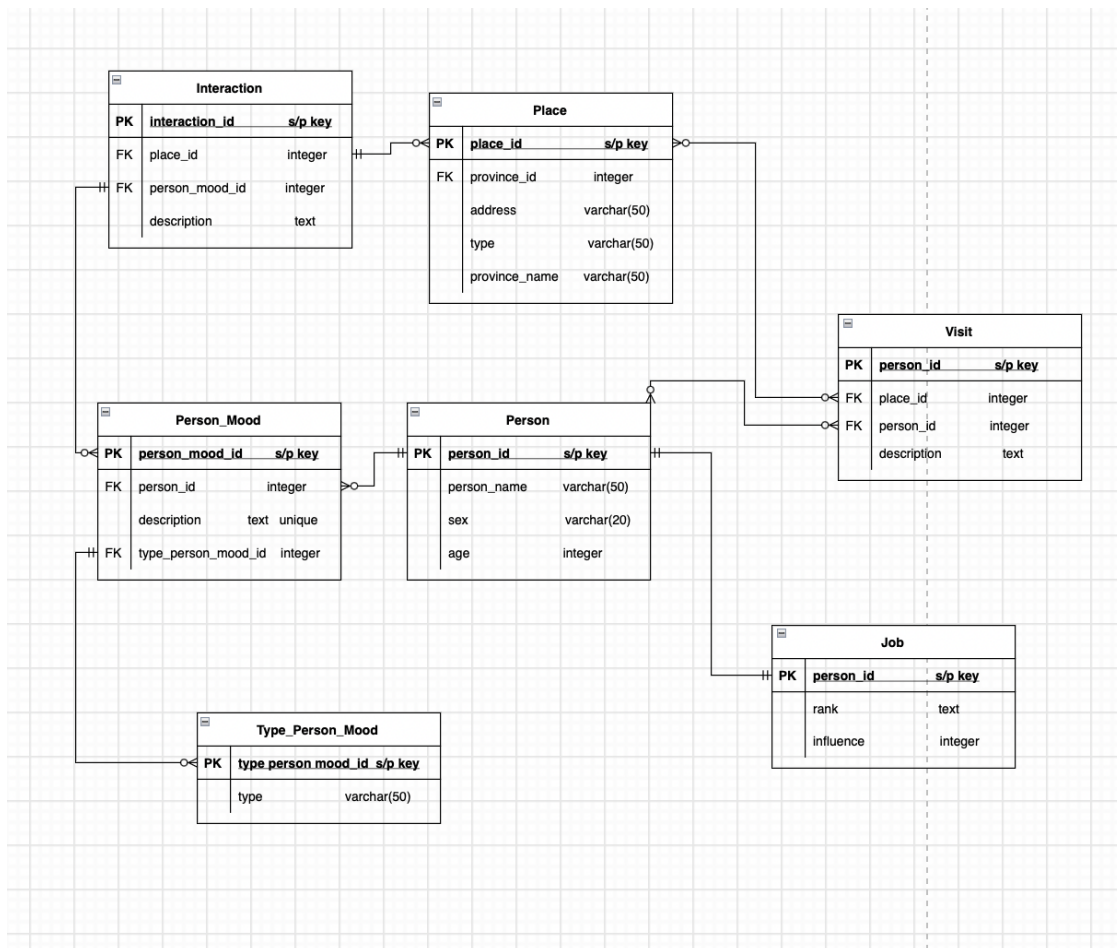 Interaction
PK interaction_id s/p key
FK place_id integer
FK person_mood_id integer
description text
Place
PK place_id s/p key
FK province_id integer
address varchar(50)
type varchar(50)
province_name varchar(50)
Visit
PK person_id s/p key
FK place_id integer
FK person_id integer
description text
Person_Mood
PK person_mood_id s/p key
FK person_id integer
description text unique
FK type_person_mood_id integer
Person
PK person_id s/p key
person_name varchar(50)
sex varchar(20)
age integer
Job
PK person_id s/p key
rank text
influence integer
Type_Person_Mood
PK type person mood_id s/p key
type varchar(50)